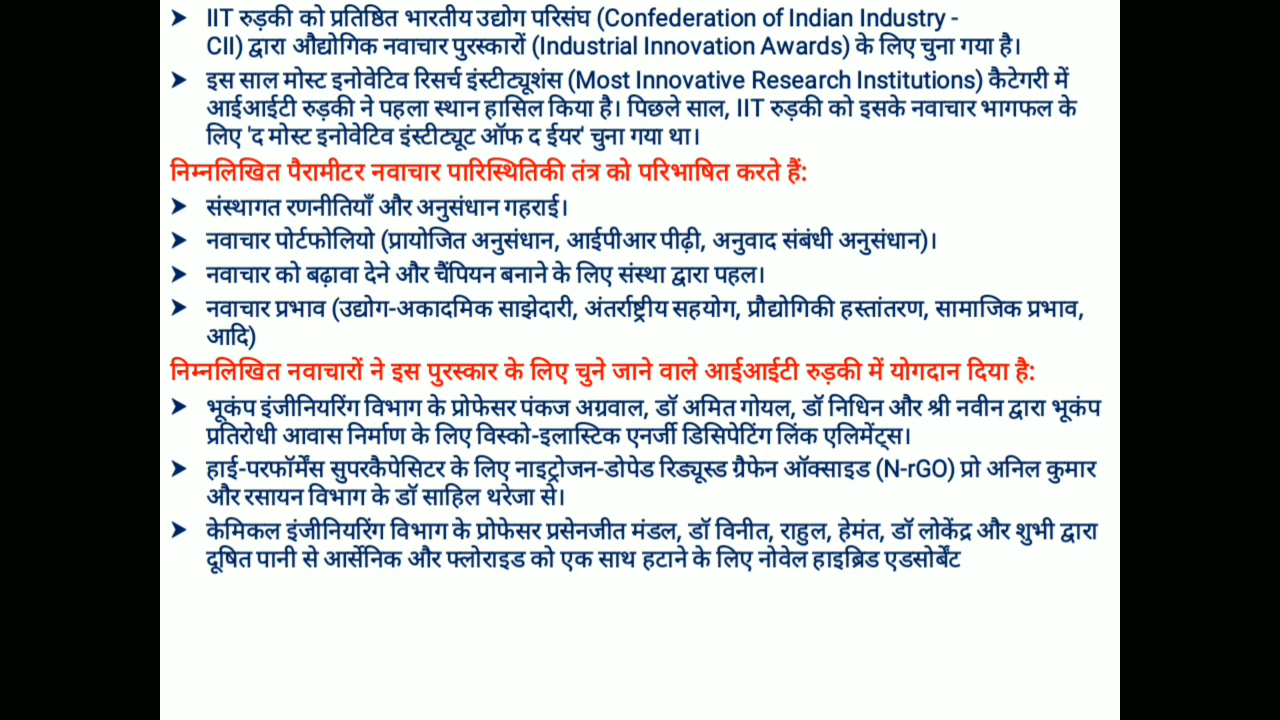 ➤ IIT रुड़की को प्रतिष्ठित भारतीय उद्योग परिसंघ (Confederation of Indian Industry -
CII) द्वारा औद्योगिक नवाचार पुरस्कारों (Industrial Innovation Awards) के लिए चुना गया है।
➤ इस साल मोस्ट इनोवेटिव रिसर्च इंस्टीट्यूशंस (Most Innovative Research Institutions) कैटेगरी में
आईआईटी रुड़की ने पहला स्थान हासिल किया है। पिछले साल, IIT रुड़की को इसके नवाचार भागफल के
लिए 'द मोस्ट इनोवेटिव इंस्टीट्यूट ऑफ द ईयर' चुना गया था।
निम्नलिखित पैरामीटर नवाचार पारिस्थितिकी तंत्र को परिभाषित करते हैं:
➤ संस्थागत रणनीतियाँ और अनुसंधान गहराई।
➤ नवाचार पोर्टफोलियो (प्रायोजित अनुसंधान, आईपीआर पीढ़ी, अनुवाद संबंधी अनुसंधान)।
➤ नवाचार को बढ़ावा देने और चैंपियन बनाने के लिए संस्था द्वारा पहल।
➤ नवाचार प्रभाव (उद्योग-अकादमिक साझेदारी, अंतर्राष्ट्रीय सहयोग, प्रौद्योगिकी हस्तांतरण, सामाजिक प्रभाव,
आदि)
निम्नलिखित नवाचारों ने इस पुरस्कार के लिए चुने जाने वाले आईआईटी रुड़की में योगदान दिया है:
➤ भूकंप इंजीनियरिंग विभाग के प्रोफेसर पंकज अग्रवाल, डॉ अमित गोयल, डॉ निधिन और श्री नवीन द्वारा भूकंप
प्रतिरोधी आवास निर्माण के लिए विस्को-इलास्टिक एनर्जी डिसिपेटिंग लिंक एलिमेंट्स।
➤ हाई-परफॉर्मेंस सुपरकैपेसिटर के लिए नाइट्रोजन-डोपेड रिड्यूस्ड ग्रैफेन ऑक्साइड (N-rGO) प्रो अनिल कुमार
और रसायन विभाग के डॉ साहिल थरेजा से।
➤ केमिकल इंजीनियरिंग विभाग के प्रोफेसर प्रसेनजीत मंडल, डॉ विनीत, राहुल, हेमंत, डॉ लोकेंद्र और शुभी द्वारा
दूषित पानी से आर्सेनिक और फ्लोराइड को एक साथ हटाने के लिए नोवेल हाइब्रिड एडसोर्बेंट